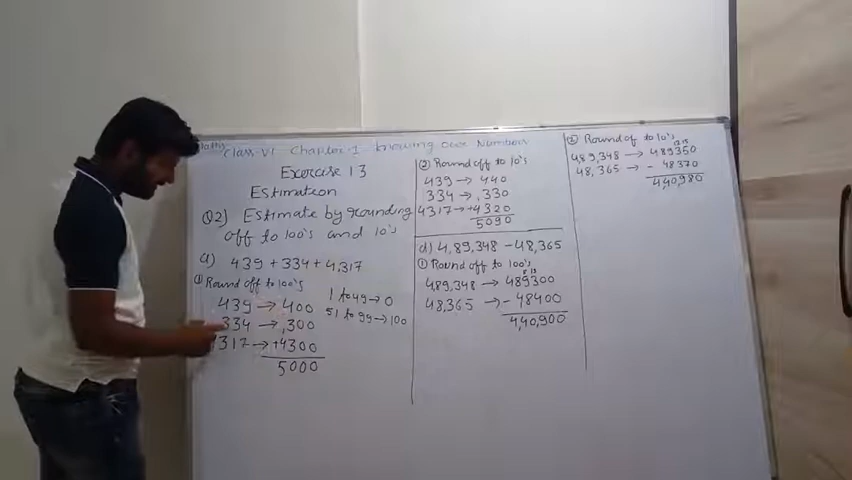 Maths
Class-VI Chapter-1 knowing our Numbers
Exercise 1.3
Estimation
Q2) Estimate by rounding
off to 100's and 10's
a) 439 + 334 + 4,317
① Round off to 100's
439 → 400
334 → 300
4317 → +4300
5000
1 to 49 → 0
51 to 99 → 100
② Round off to 10's
439 → 440
334 → 330
4317 → +4320
5090
d) 4,89,348 - 48,365
① Round off to 100's
489,348 → 489300
48,365 → - 48400
4,40,900
② Round off to 10's
489,348 → 489350
48,365 → - 48370
440,980